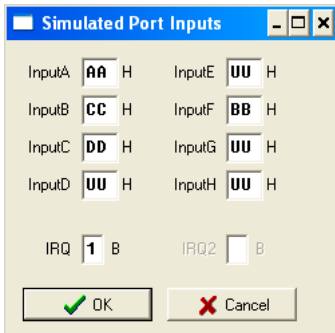 Simulated Port Inputs
InputA AA H InputE UU H
InputB CC H InputF BB H
InputC DD H InputG UU H
InputD UU H InputH UU H
IRQ 1 B IRQ2 B
OK Cancel